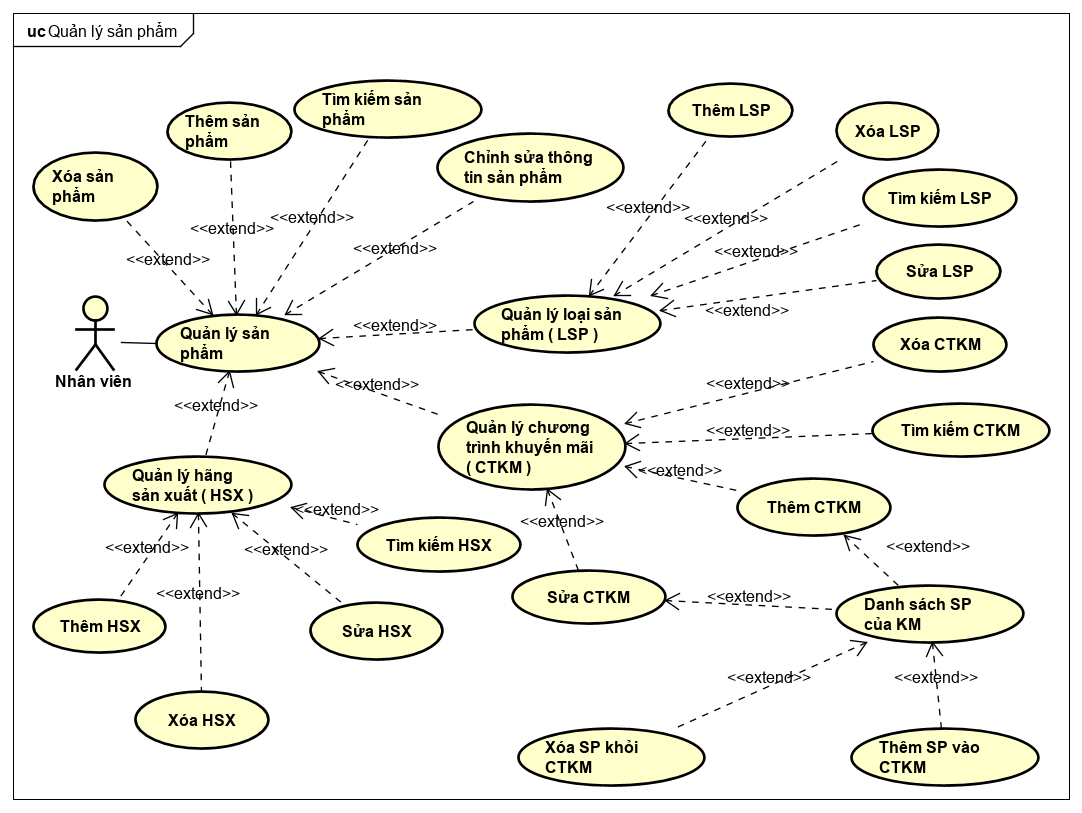 uc Quản lý sản phẩm
Tìm kiếm sản
phẩm
Thêm sản
phẩm
Thêm LSP
Xóa LSP
Chỉnh sửa thông
tin sản phẩm
Xóa sản
phẩm
Tìm kiếm LSP
<<extend>>
<<extend>>
<<extend>>
<<extend>>
<<extend>>
<<extend>>
<<extend>>
<<extend>>
Sửa LSP
<<extend>>
Quản lý loại sản
phẩm ( LSP )
<<extend>>
Quản lý sản
phẩm
Nhân viên
Xóa CTKM
<<extend>>
<<extend>>
<<extend>>
Quản lý chương
trình khuyến mãi
( CTKM )
<<extend>>
Tìm kiếm CTKM
<<extend>>
Quản lý hãng
sản xuất ( HSX )
<<extend>>
Thêm CTKM
<<extend>>
<<extend>>
Tìm kiếm HSX
<<extend>>
<<extend>>
<<extend>>
<<extend>>
Sửa CTKM
<<extend>>
Danh sách SP
của KM
Thêm HSX
Sửa HSX
<<extend>>
<<extend>>
Xóa HSX
Xóa SP khỏi
CTKM
Thêm SP vào
CTKM